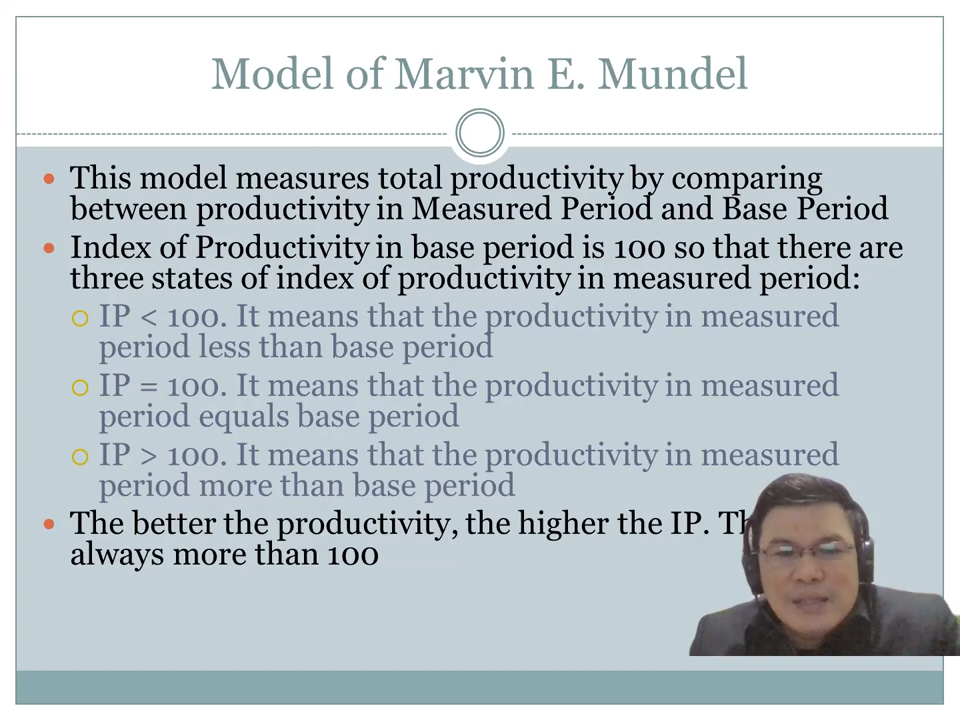 Model of Marvin E. Mundel
This model measures total productivity by comparing
between productivity in Measured Period and Base Period
Index of Productivity in base period is 100 so that there are
three states of index of productivity in measured period:
IP < 100. It means that the productivity in measured
period less than base period
IP = 100. It means that the productivity in measured
period equals base period
IP > 100. It means that the productivity in measured
period more than base period
The better the productivity, the higher the IP.
always more than 100